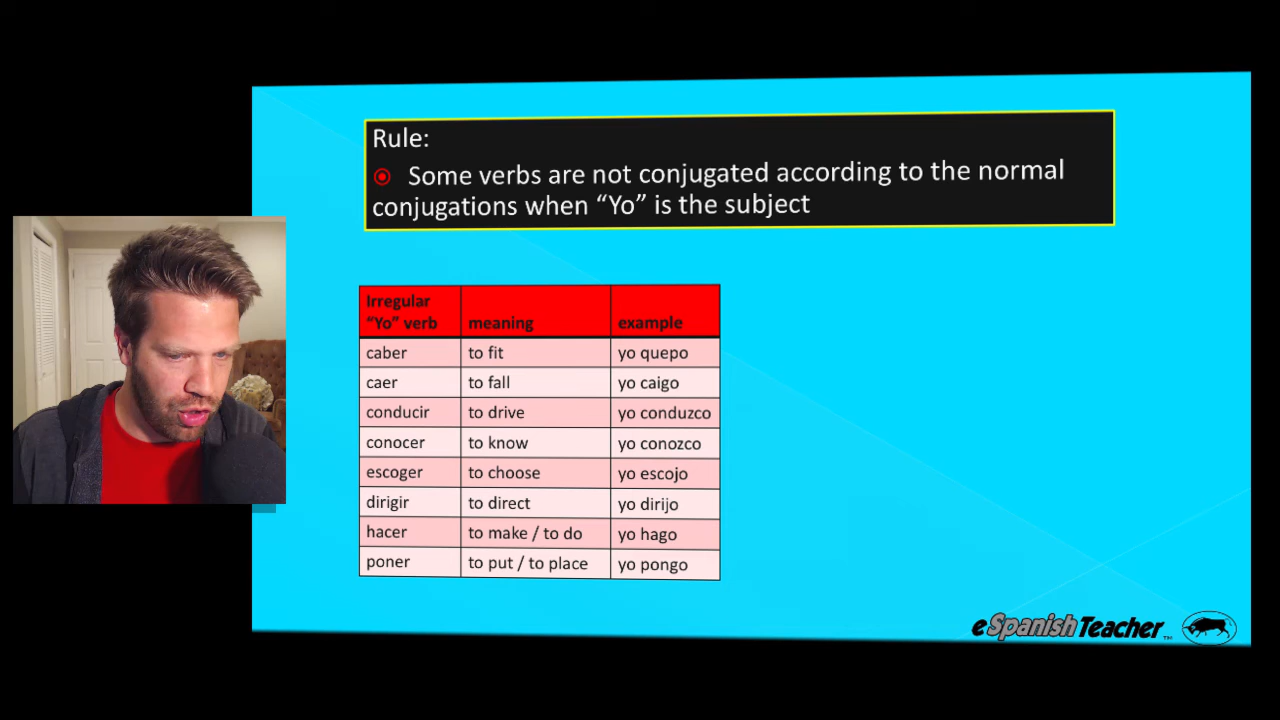 Rule:
Some verbs are not conjugated according to the normal
conjugations when “Yo” is the subject
Irregular
“Yo” verb meaning example
caber to fit yo quepo
caer to fall yo caigo
conducir to drive yo conduzco
conocer to know yo conozco
escoger to choose yo escojo
dirigir to direct yo dirijo
hacer to make / to do yo hago
poner to put / to place yo pongo
eSpanishTeacher™